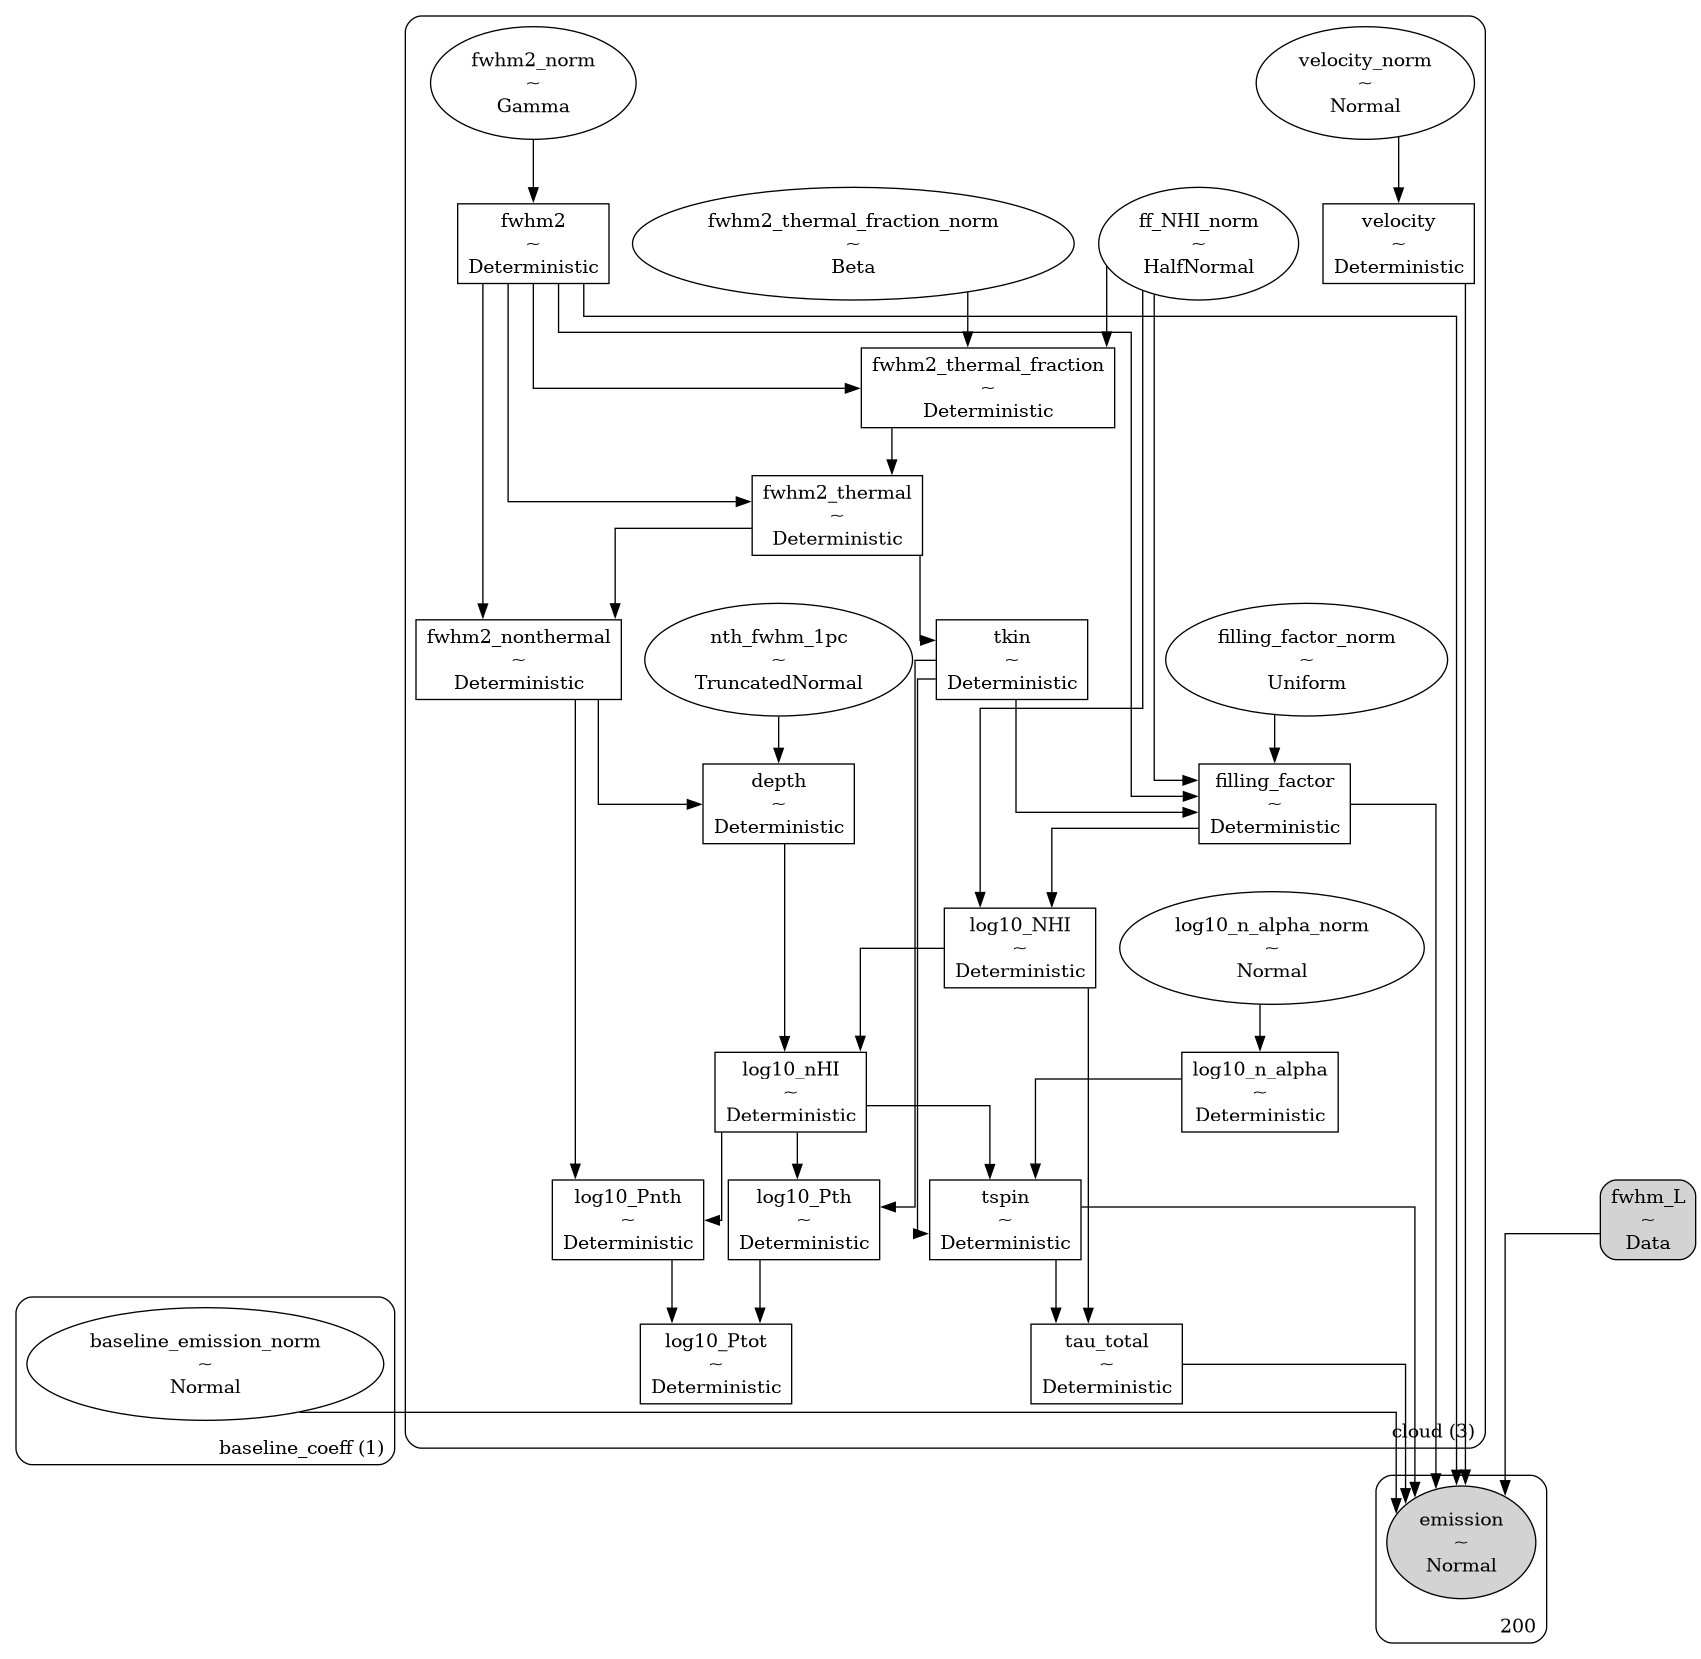 fwhm2_norm
~
Gamma
velocity_norm
~
Normal
fwhm2
~
Deterministic
fwhm2_thermal_fraction_norm
~
Beta
ff_NHI_norm
~
HalfNormal
velocity
~
Deterministic
fwhm2_thermal_fraction
~
Deterministic
fwhm2_thermal
~
Deterministic
fwhm2_nonthermal
~
Deterministic
nth_fwhm_1pc
~
TruncatedNormal
tkin
~
Deterministic
filling_factor_norm
~
Uniform
depth
~
Deterministic
filling_factor
~
Deterministic
log10_NHI
~
Deterministic
log10_n_alpha_norm
~
Normal
log10_nHI
~
Deterministic
log10_n_alpha
~
Deterministic
log10_Pnth
~
Deterministic
log10_Pth
~
Deterministic
tspin
~
Deterministic
fwhm_L
~
Data
baseline_emission_norm
~
Normal
baseline_coeff (1)
log10_Ptot
~
Deterministic
tau_total
~
Deterministic
cloud (3)
emission
~
Normal
200